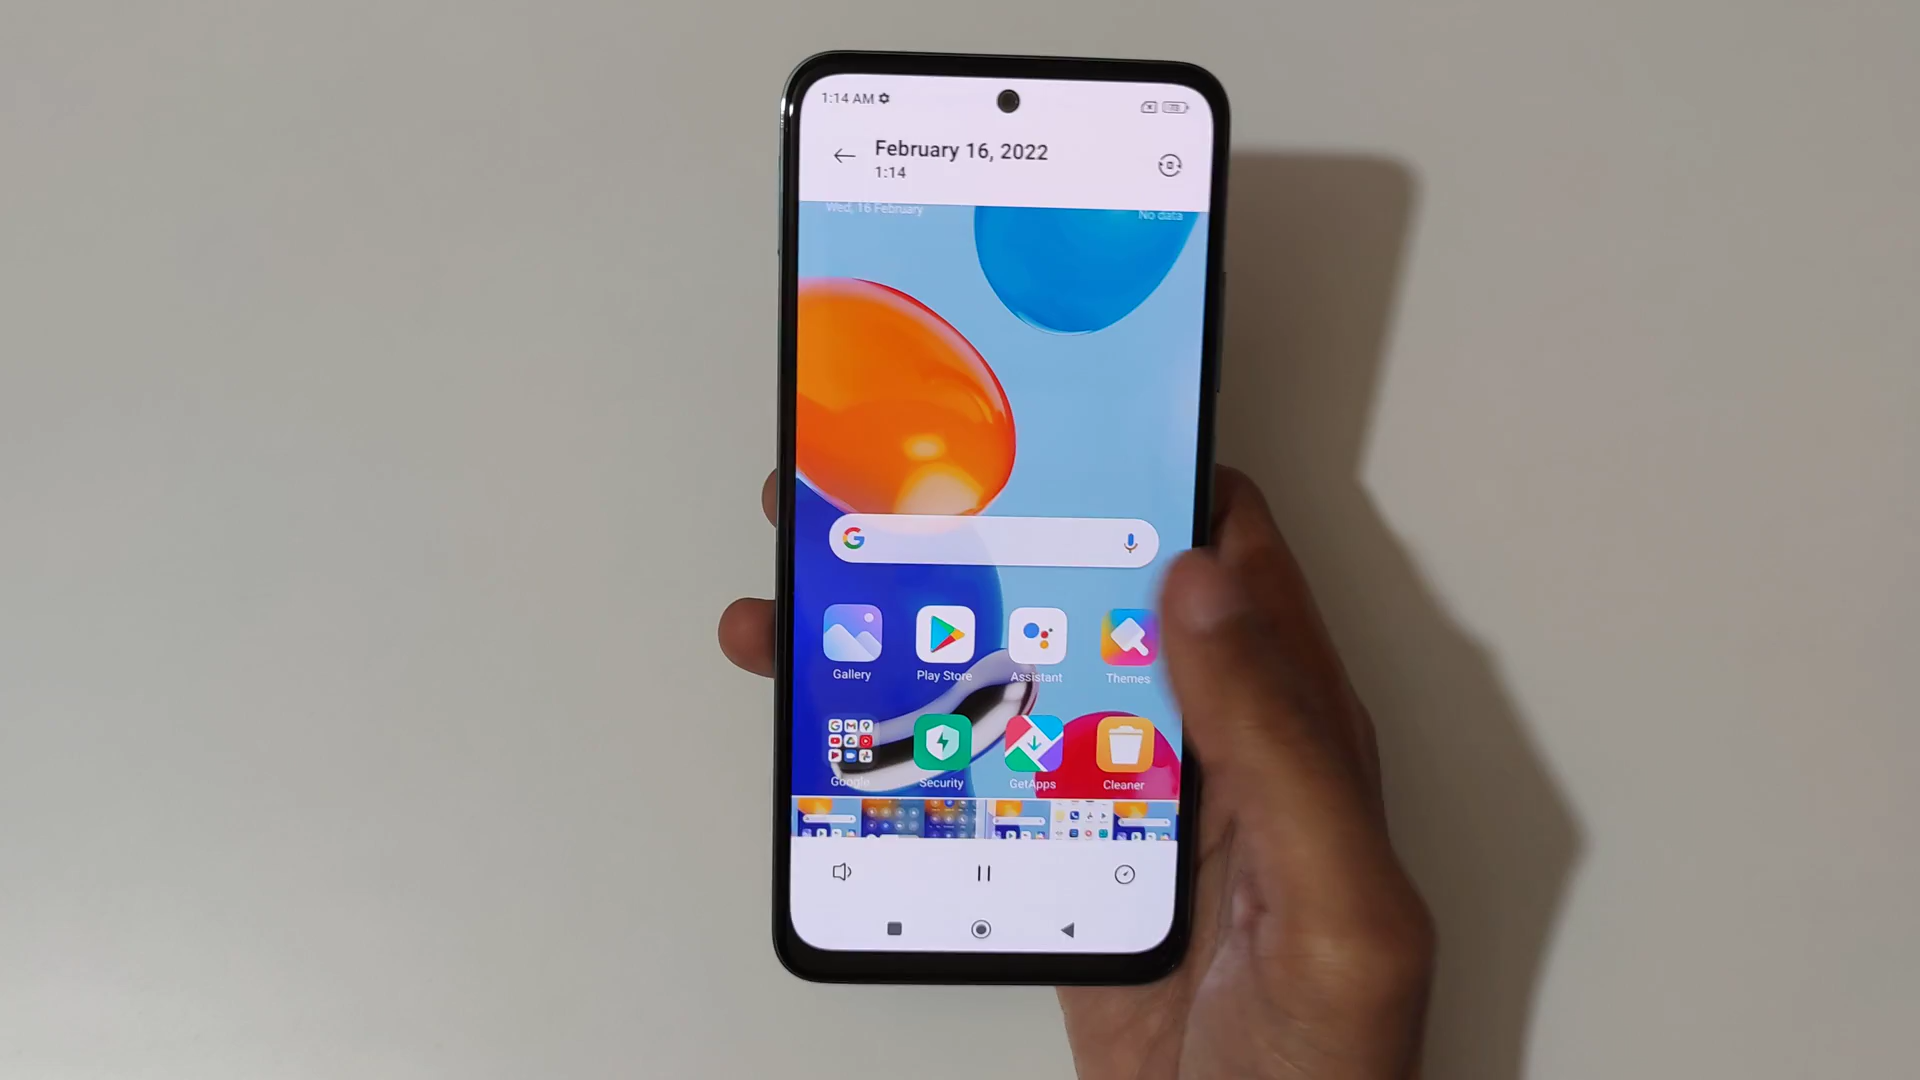 1:14 AM
February 16, 2022
1:14
Wed, 16 February
No data
Gallery
Play Store
Assistant
Themes
Google
Security
GetApps
Cleaner